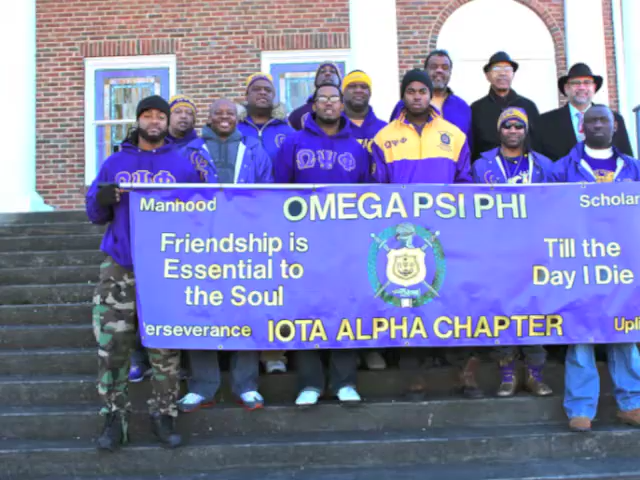 ΩΨΦ
ΩΨΦ
Manhood
OMEGA PSI PHI
Scholar
Friendship is
Essential to
the Soul
Till the
Day I Die
erseverance
IOTA ALPHA CHAPTER
Upli